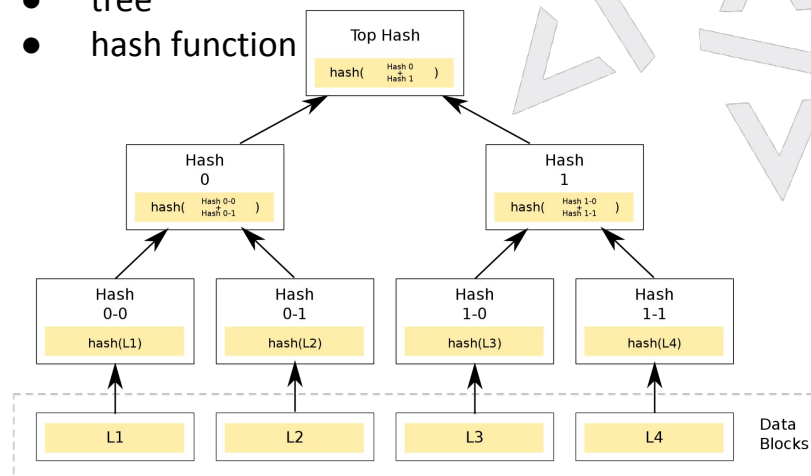 ● tree
● hash function
Top Hash
hash( Hash 0 + Hash 1 )
Hash
0
hash( Hash 0-0 + Hash 0-1 )
Hash
1
hash( Hash 1-0 + Hash 1-1 )
Hash
0-0
hash(L1)
Hash
0-1
hash(L2)
Hash
1-0
hash(L3)
Hash
1-1
hash(L4)
L1
L2
L3
L4
Data
Blocks